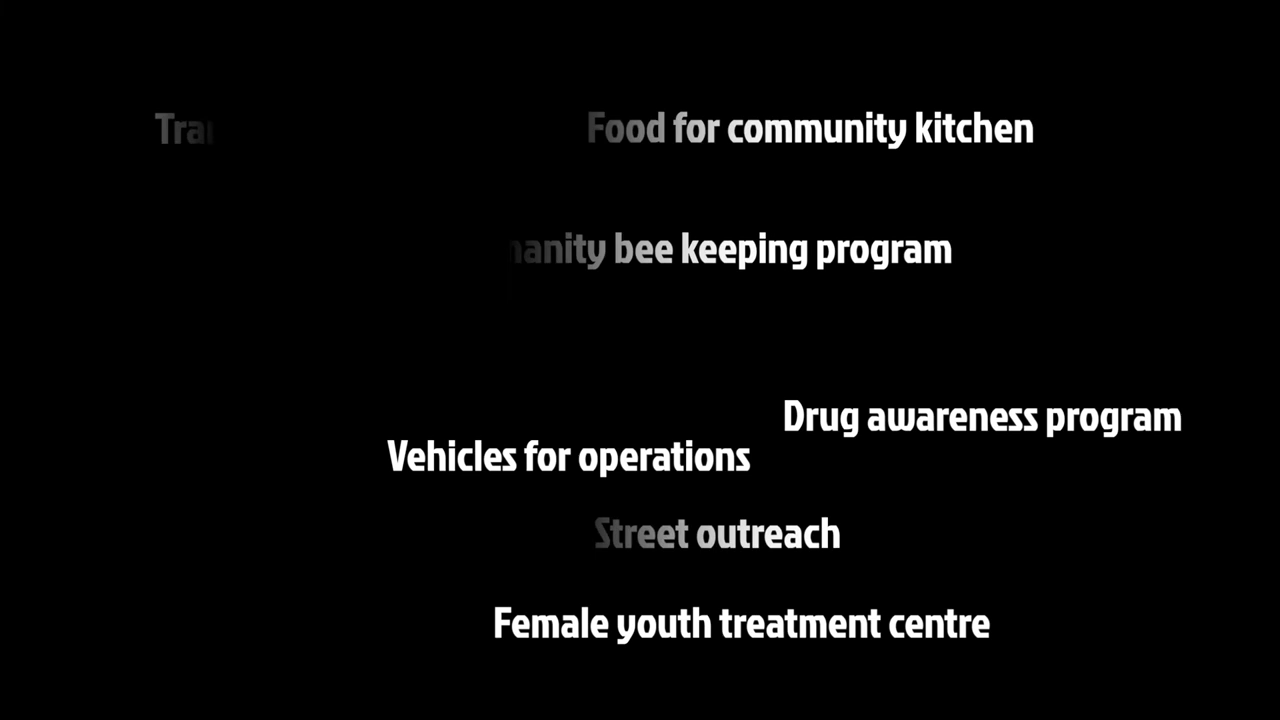 Food for community kitchen
bee keeping program
Drug awareness program
Vehicles for operations
Street outreach
Female youth treatment centre